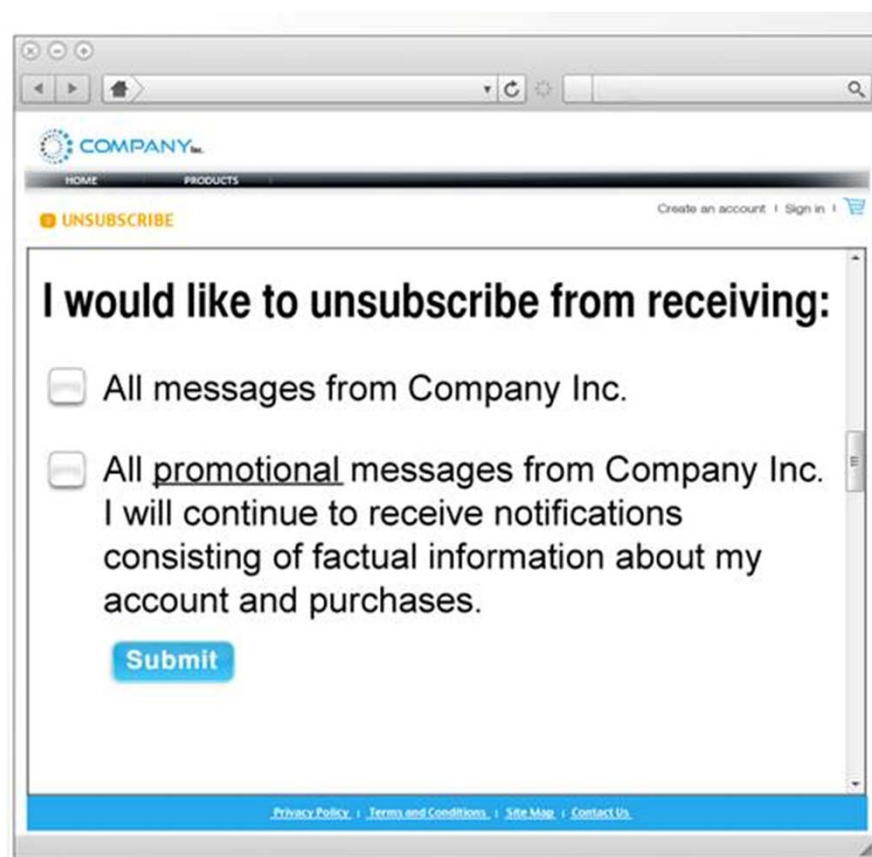 COMPANY Inc.
HOME PRODUCTS
UNSUBSCRIBE
Create an account | Sign in |
I would like to unsubscribe from receiving:
All messages from Company Inc.
All promotional messages from Company Inc.
I will continue to receive notifications
consisting of factual information about my
account and purchases.
Submit
Privacy Policy | Terms and Conditions | Site Map | Contact Us